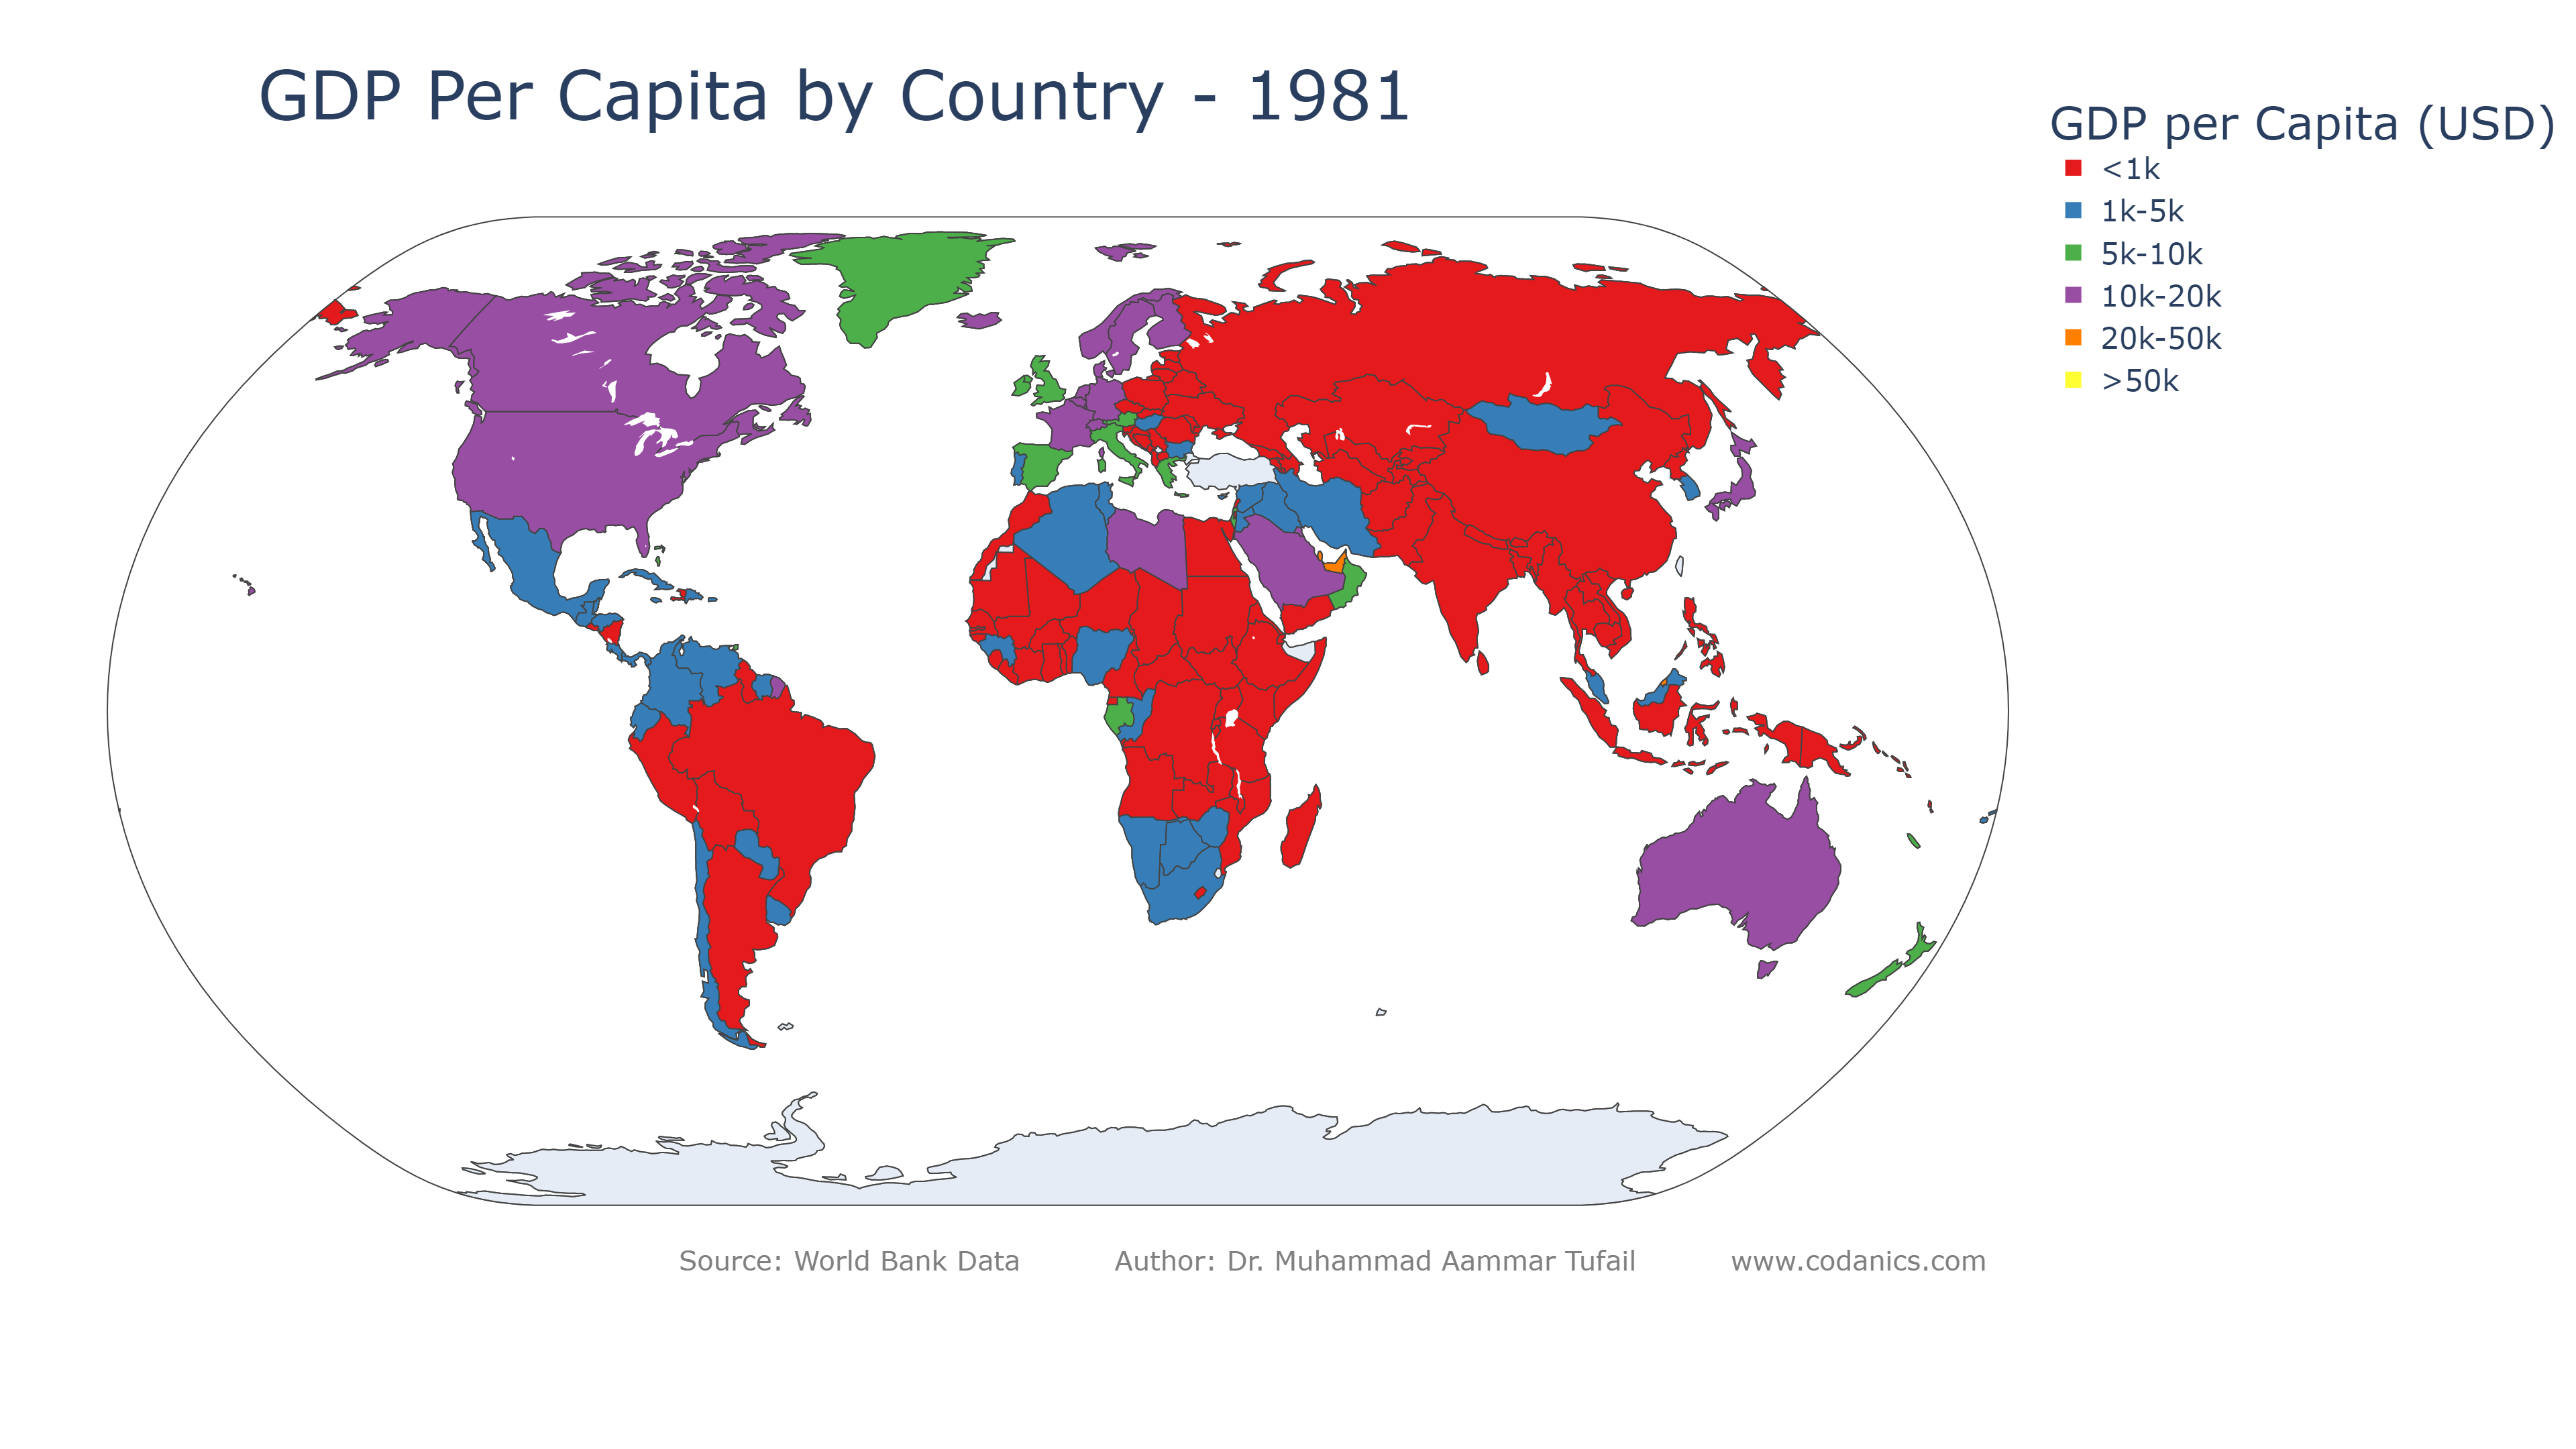 GDP Per Capita by Country - 1981
GDP per Capita (USD)
<1k
1k-5k
5k-10k
10k-20k
20k-50k
>50k
Source: World Bank Data Author: Dr. Muhammad Aammar Tufail www.codanics.com